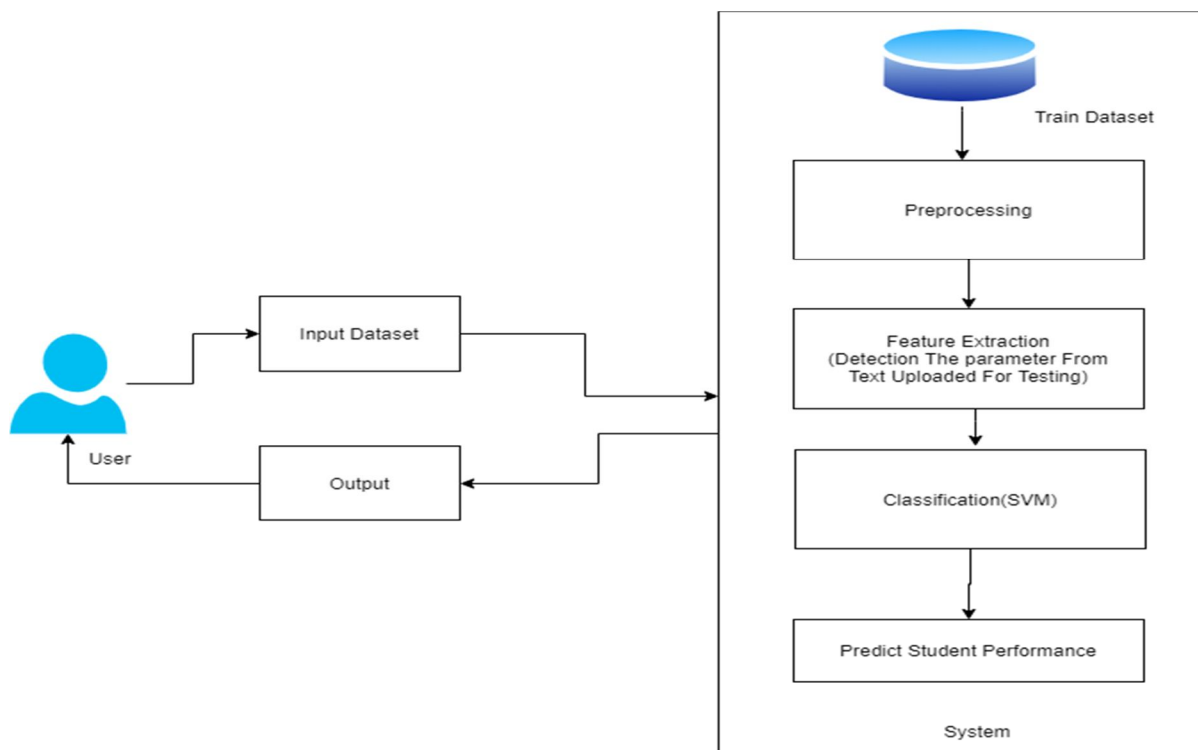 Train Dataset
Preprocessing
Input Dataset
Feature Extraction
(Detection The parameter From
Text Uploaded For Testing)
User
Output
Classification(SVM)
Predict Student Performance
System